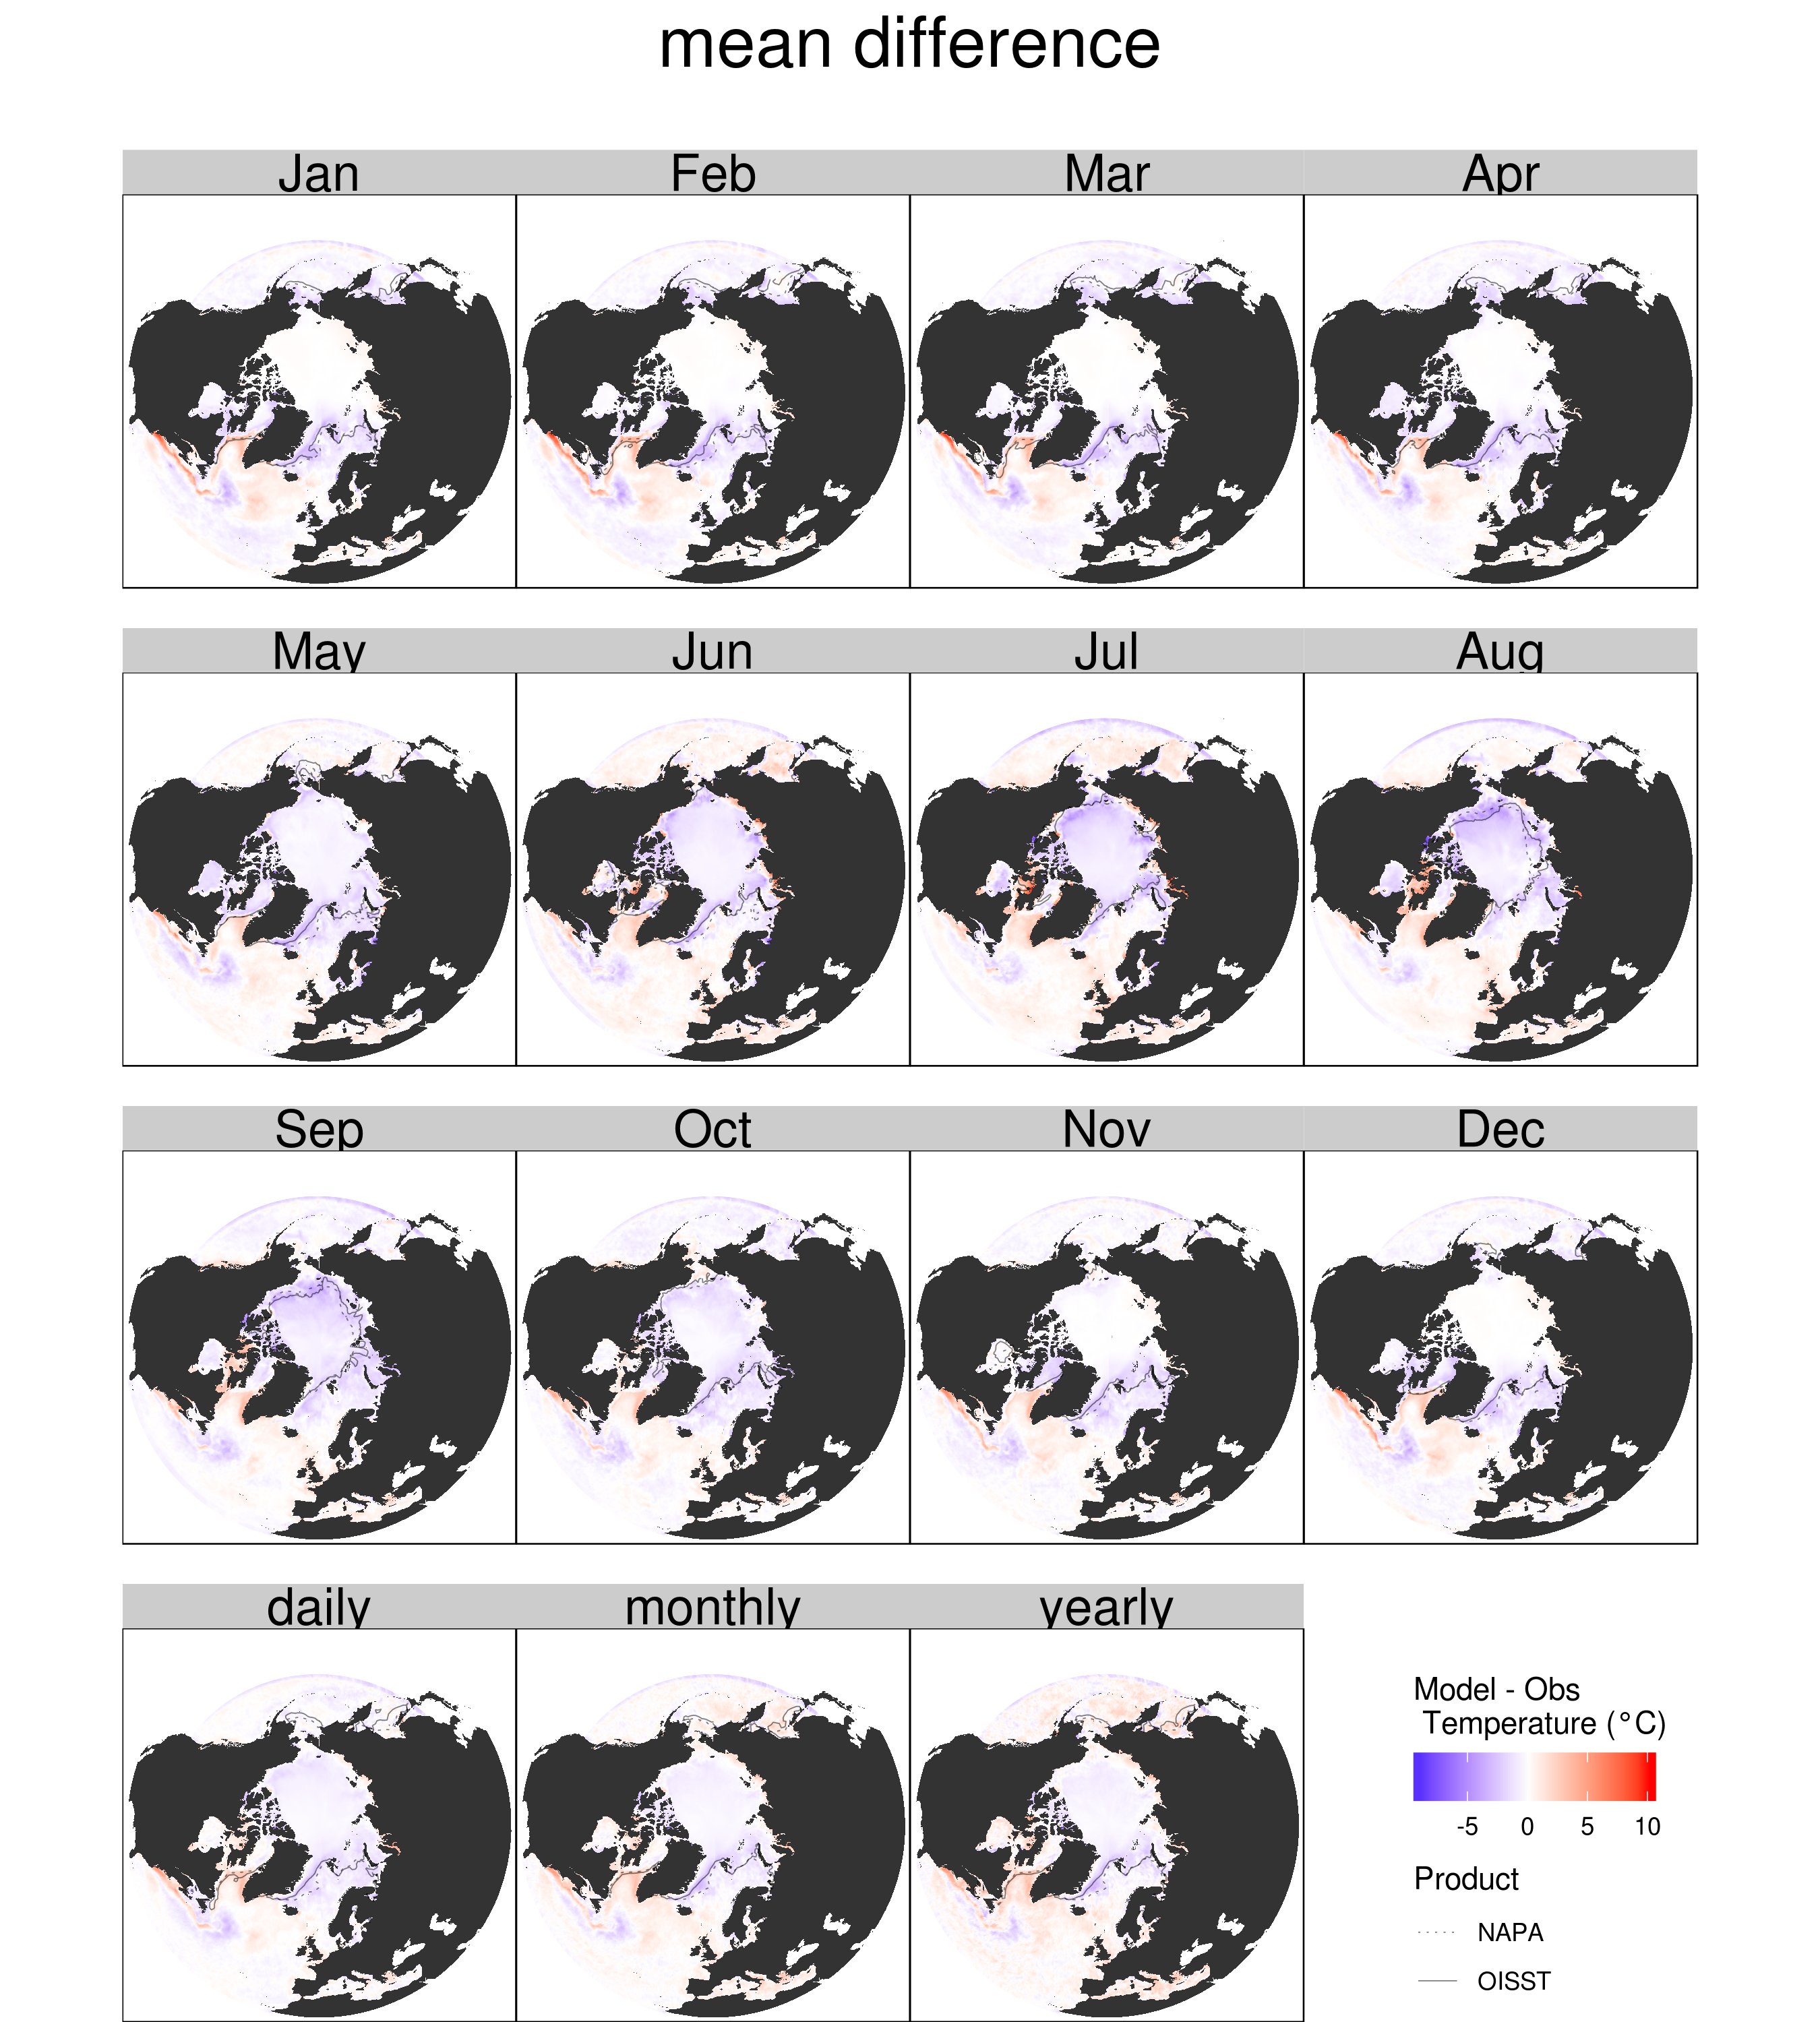 mean difference
Jan Feb Mar Apr
May Jun Jul Aug
Sep Oct Nov Dec
daily monthly yearly
Model - Obs
Temperature (°C)
-5 0 5 10
Product
NAPA
OISST